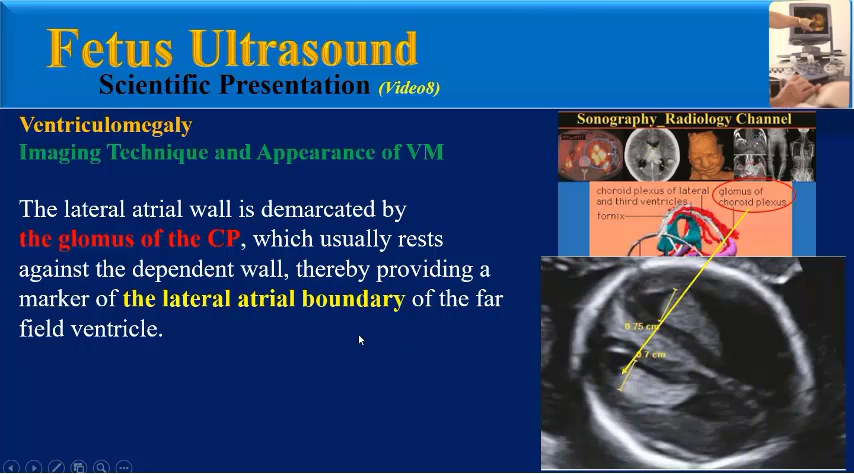 Fetus Ultrasound
Scientific Presentation (Video8)
Ventriculomegaly
Imaging Technique and Appearance of VM
The lateral atrial wall is demarcated by
the glomus of the CP, which usually rests
against the dependent wall, thereby providing a
marker of the lateral atrial boundary of the far
field ventricle.
Sonography_Radiology Channel
choroid plexus of lateral
and third ventricles
glomus of
choroid plexus
fornix
0.75 cm
0.7 cm